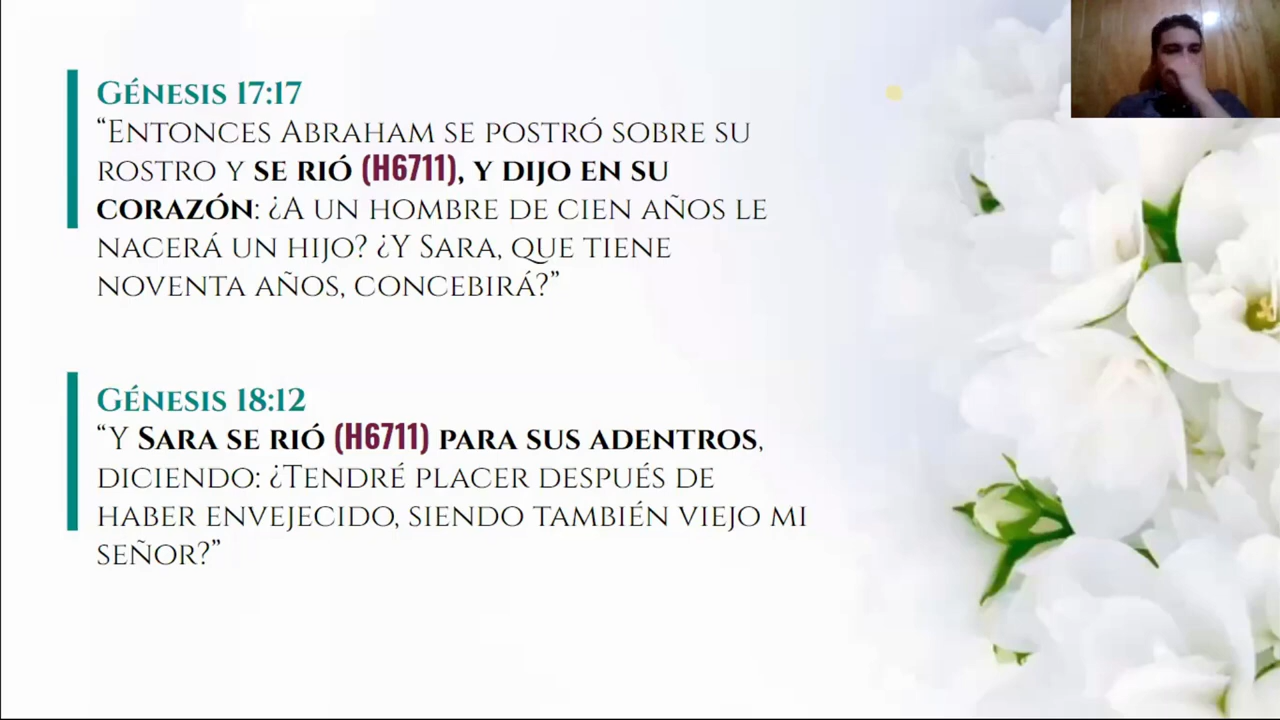 Génesis 17:17
“Entonces Abraham se postró sobre su
rostro y se rió (H6711), y dijo en su
corazón: ¿A un hombre de cien años le
nacerá un hijo? ¿Y Sara, que tiene
noventa años, concebirá?”
Génesis 18:12
“Y Sara se rió (H6711) para sus adentros,
diciendo: ¿Tendré placer después de
haber envejecido, siendo también viejo mi
señor?”